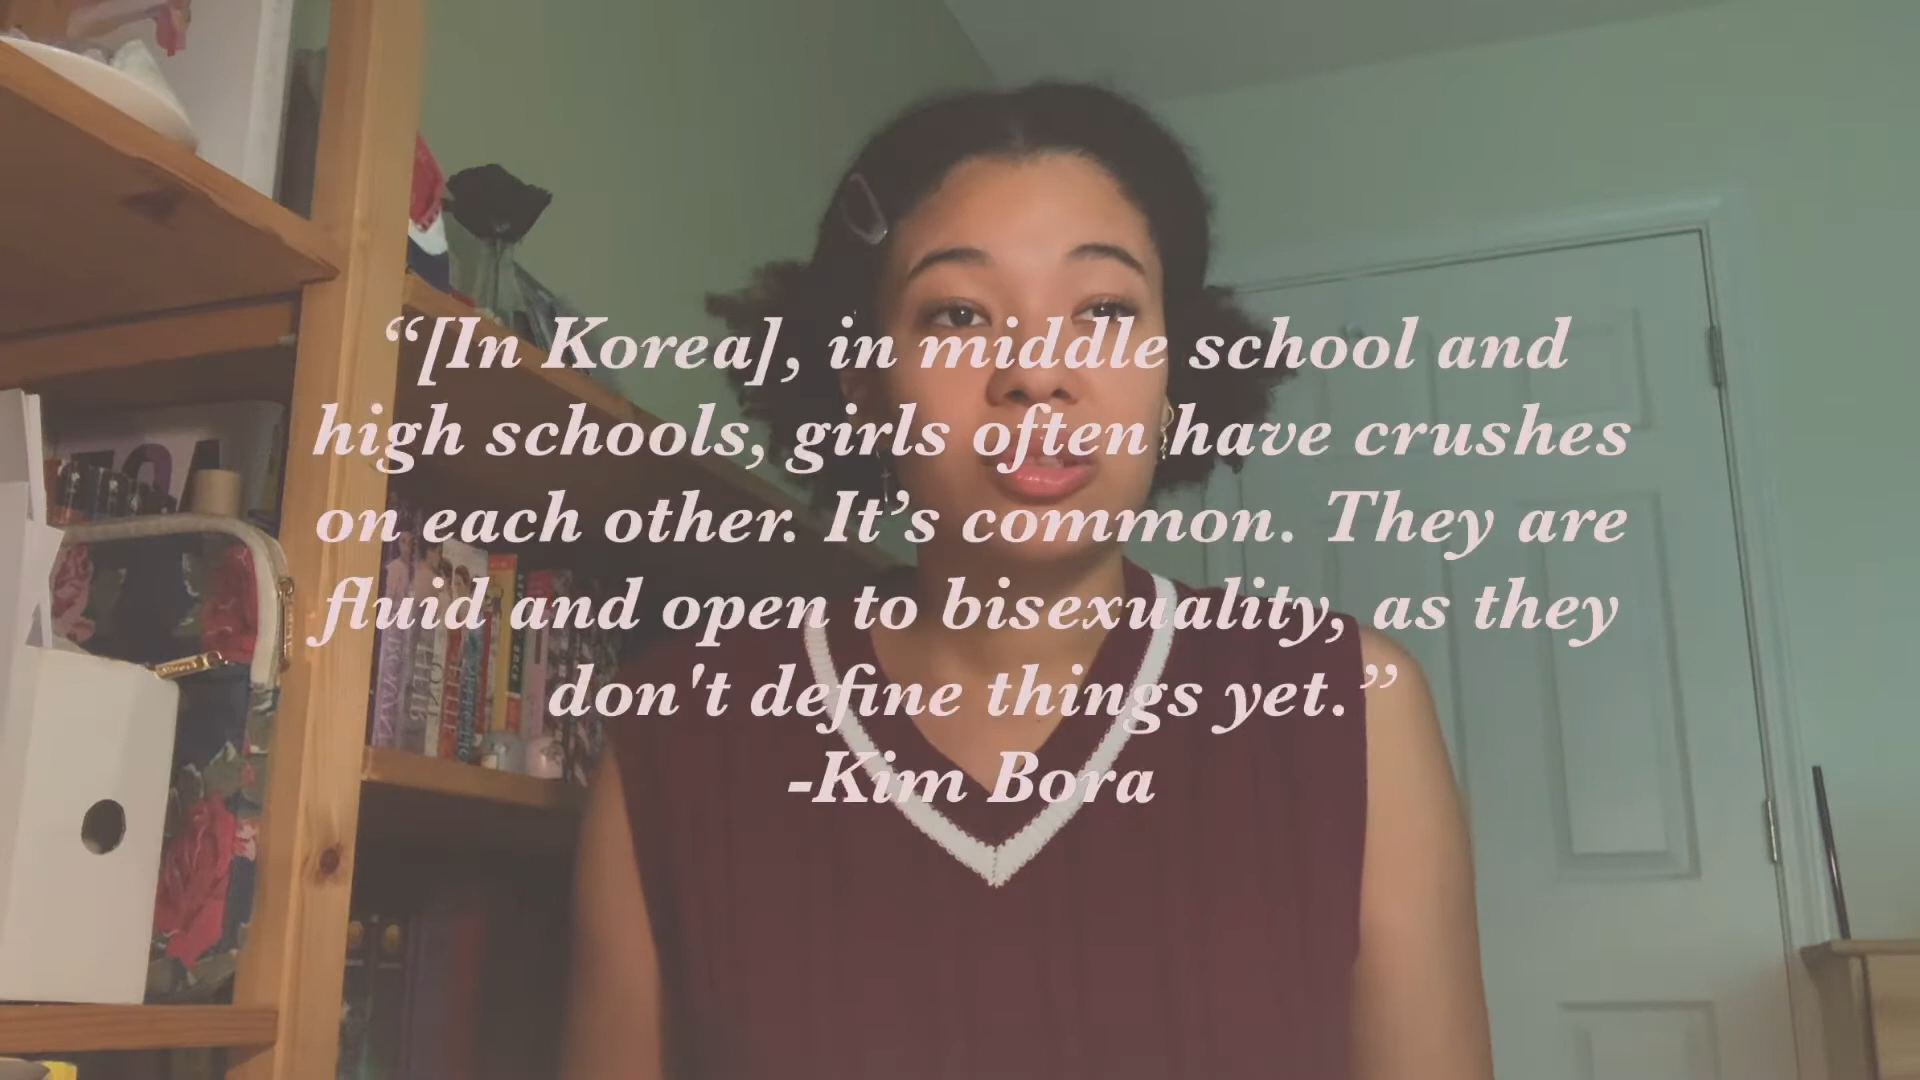 “[In Korea], in middle school and
high schools, girls often have crushes
on each other. It’s common. They are
fluid and open to bisexuality, as they
don't define things yet.”
-Kim Bora